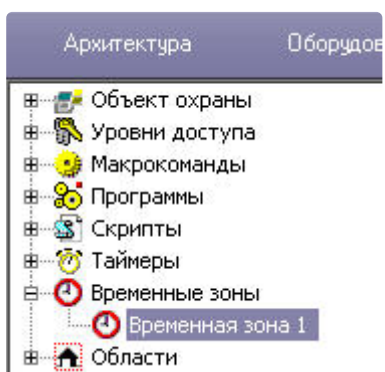 Архитектура Оборудов
Объект охраны
Уровни доступа
Макрокоманды
Программы
Скрипты
Таймеры
Временные зоны
Временная зона 1
Области